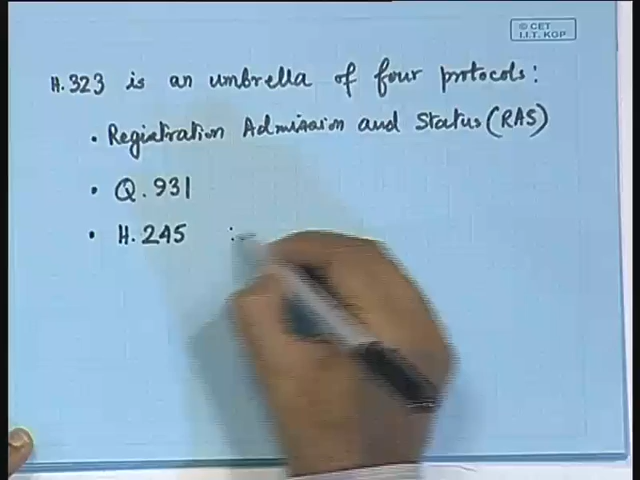 © CET
I.I.T. KGP
H.323 is an umbrella of four protocols:
• Registration Admission and Status (RAS)
• Q.931
• H.245 :